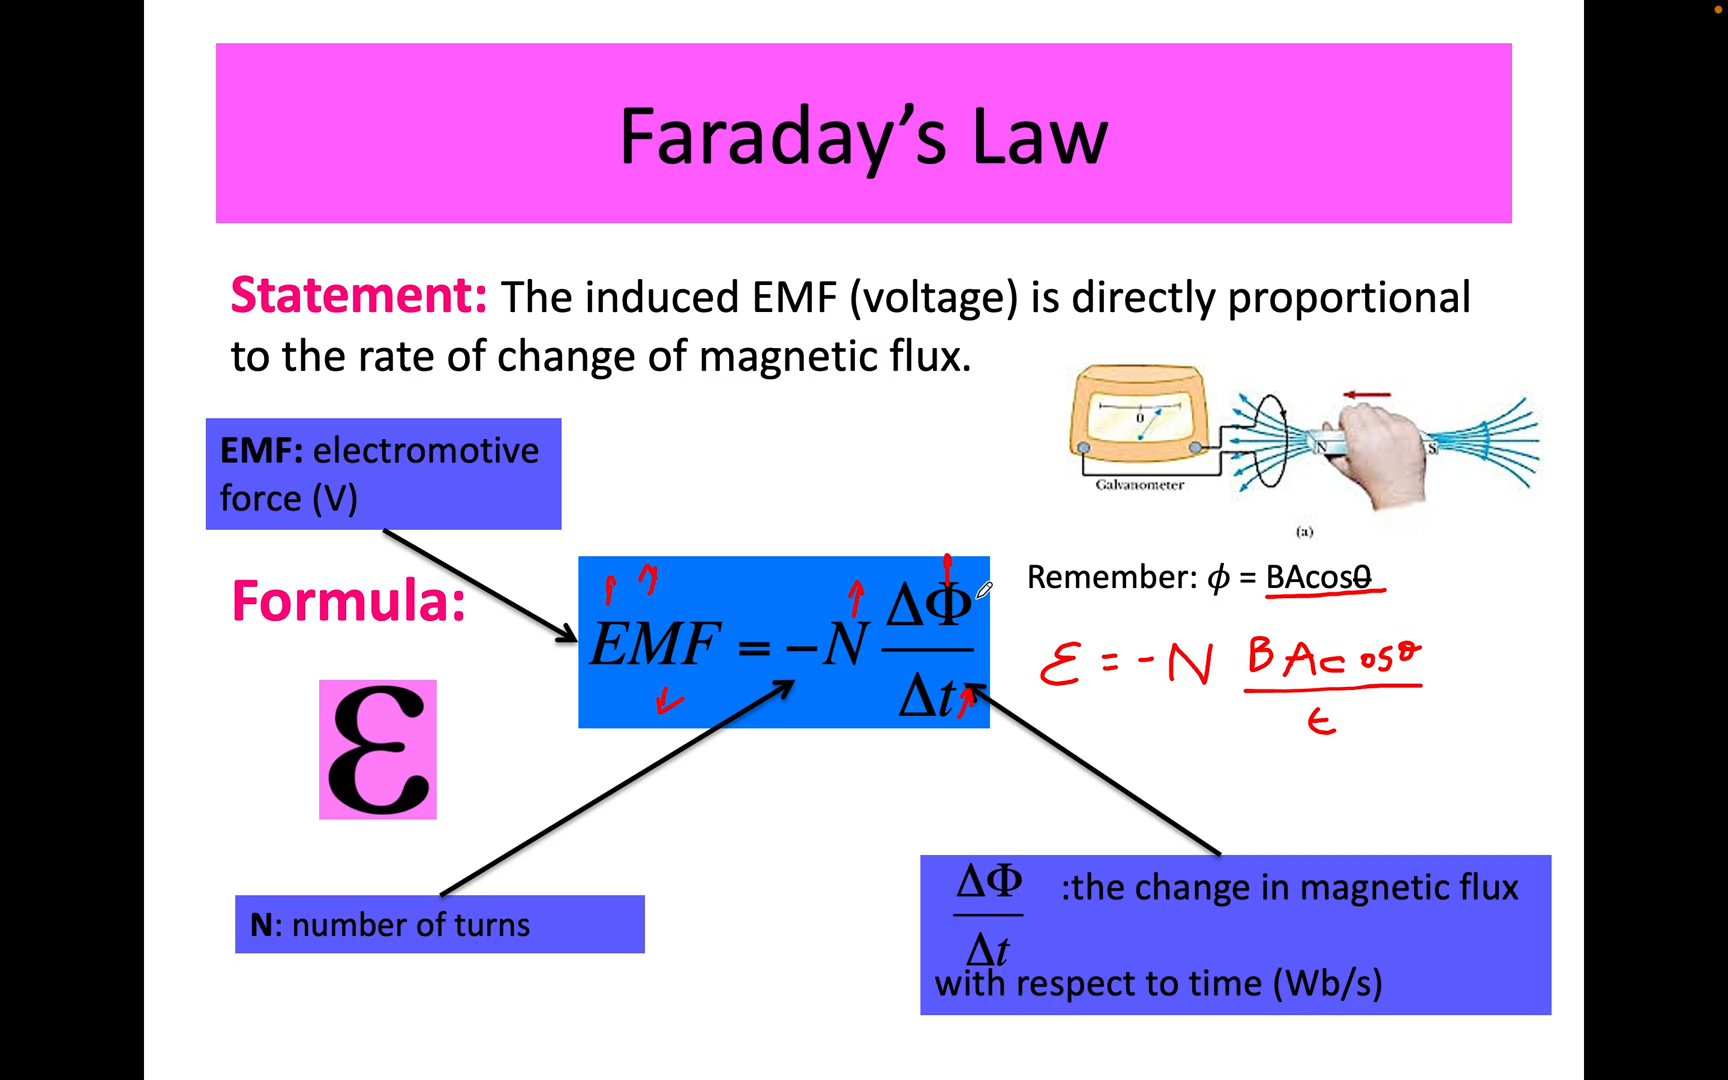 Faraday's Law
Statement: The induced EMF (voltage) is directly proportional
to the rate of change of magnetic flux.
EMF: electromotive
force (V)
0
N
S
Galvanometer
(a)
Formula:
EMF = −N ΔΦ/Δt
Remember: ϕ = BAcosθ
ε = -N BAcosθ/t
ε
N: number of turns
ΔΦ/Δt :the change in magnetic flux
with respect to time (Wb/s)